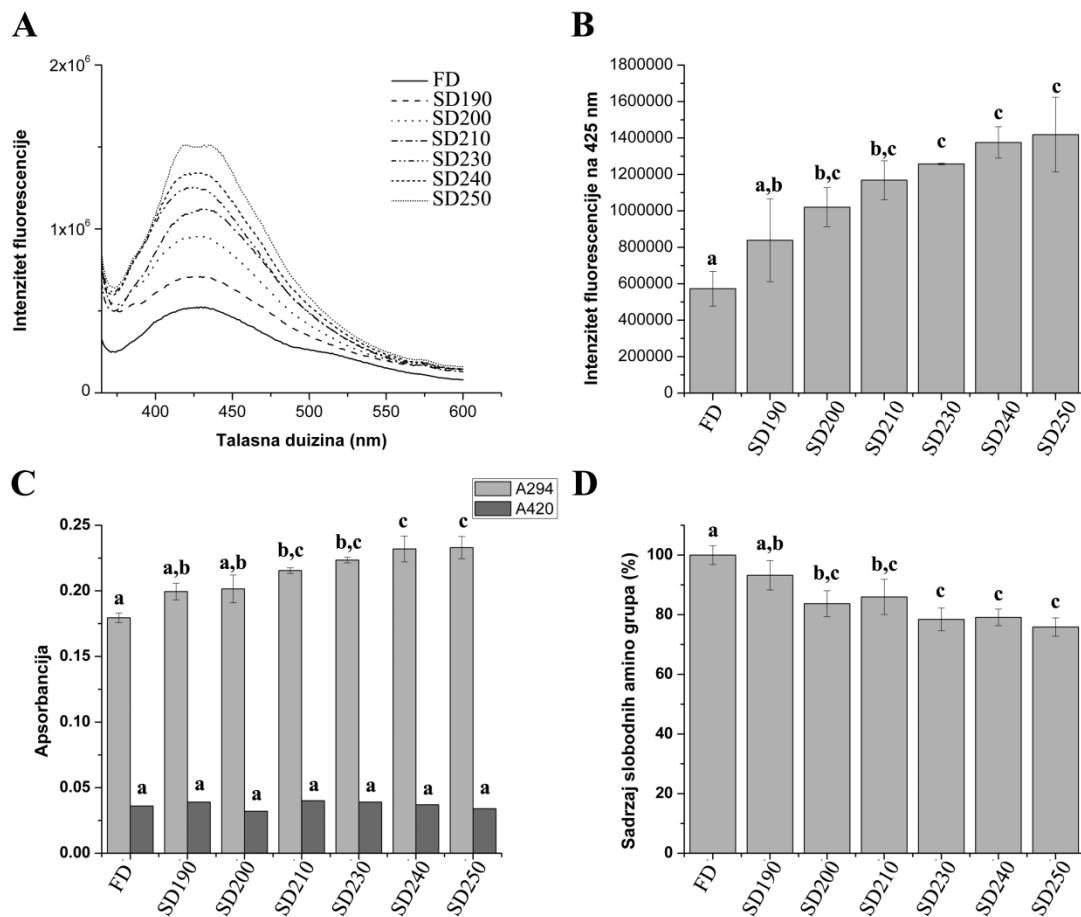 A
Intenzitet fluorescencije
2x10⁶
1x10⁶
0
400
450
500
550
600
Talasna duizina (nm)
FD
SD190
SD200
SD210
SD230
SD240
SD250
B
Intenzitet fluorescencije na 425 nm
1800000
1600000
1400000
1200000
1000000
800000
600000
400000
200000
0
a
a,b
b,c
b,c
c
c
c
FD
SD190
SD200
SD210
SD230
SD240
SD250
C
A294
A420
Apsorbancija
0.25
0.20
0.15
0.10
0.05
0.00
a
a,b
a,b
b,c
b,c
c
c
a
a
a
a
a
a
a
FD
SD190
SD200
SD210
SD230
SD240
SD250
D
Sadrzaj slobodnih amino grupa (%)
100
80
60
40
20
0
a
a,b
b,c
b,c
c
c
c
FD
SD190
SD200
SD210
SD230
SD240
SD250